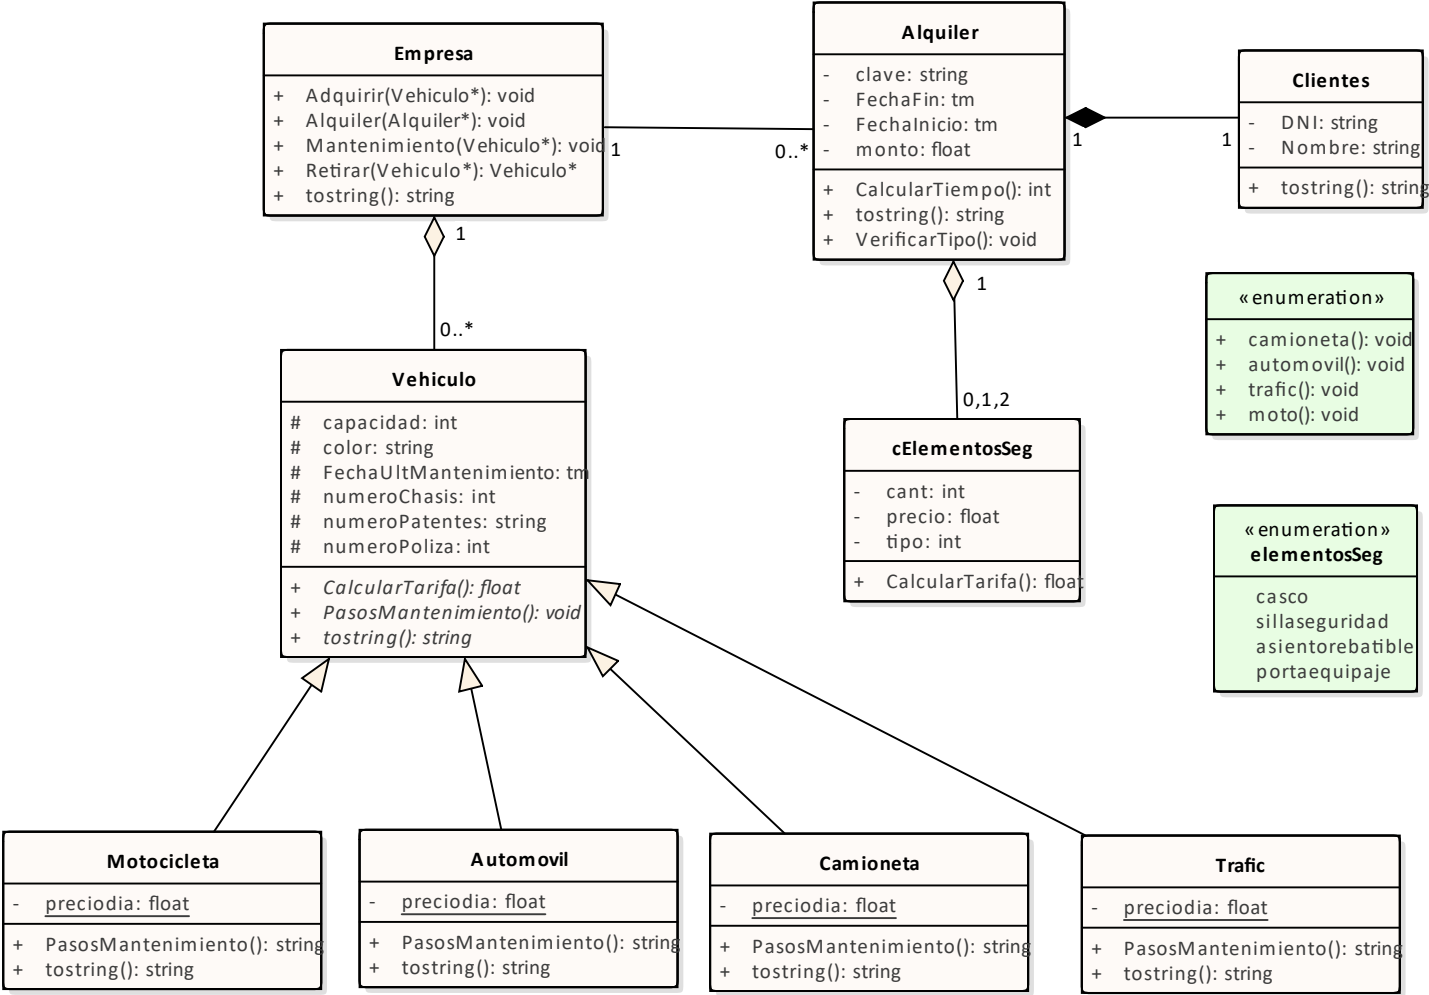 Empresa
+ Adquirir(Vehiculo*): void
+ Alquiler(Alquiler*): void
+ Mantenimiento(Vehiculo*): void
+ Retirar(Vehiculo*): Vehiculo*
+ tostring(): string
1
0..*
Alquiler
- clave: string
- FechaFin: tm
- FechaInicio: tm
- monto: float
+ CalcularTiempo(): int
+ tostring(): string
+ VerificarTipo(): void
1
1
Clientes
- DNI: string
- Nombre: string
+ tostring(): string
1
0..*
1
0,1,2
«enumeration»
+ camioneta(): void
+ automovil(): void
+ trafic(): void
+ moto(): void
Vehiculo
# capacidad: int
# color: string
# FechaUltMantenimiento: tm
# numeroChasis: int
# numeroPatentes: string
# numeroPoliza: int
+ CalcularTarifa(): float
+ PasosMantenimiento(): void
+ tostring(): string
cElementosSeg
- cant: int
- precio: float
- tipo: int
+ CalcularTarifa(): float
«enumeration»
elementosSeg
casco
sillaseguridad
asientorebatible
portaequipaje
Motocicleta
- preciodia: float
+ PasosMantenimiento(): string
+ tostring(): string
Automovil
- preciodia: float
+ PasosMantenimiento(): string
+ tostring(): string
Camioneta
- preciodia: float
+ PasosMantenimiento(): string
+ tostring(): string
Trafic
- preciodia: float
+ PasosMantenimiento(): string
+ tostring(): string